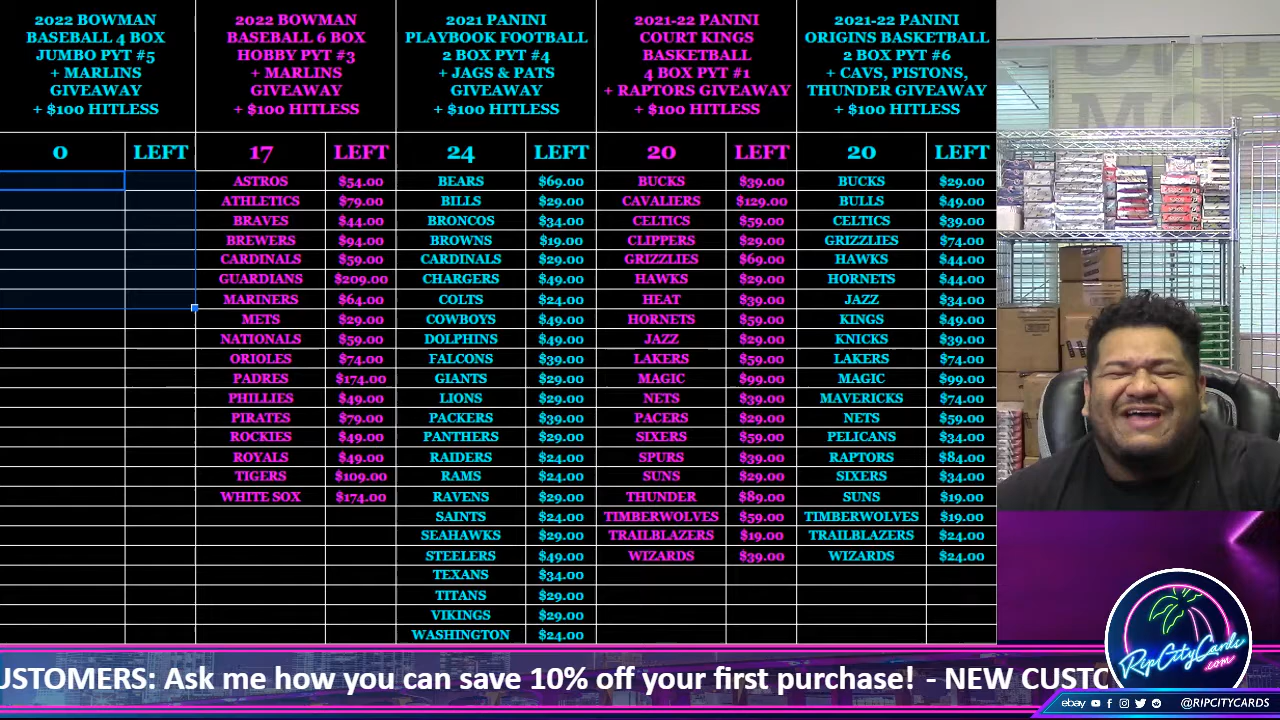 2022 BOWMAN
BASEBALL 4 BOX
JUMBO PYT #5
+ MARLINS
GIVEAWAY
+ $100 HITLESS
2022 BOWMAN
BASEBALL 6 BOX
HOBBY PYT #3
+ MARLINS
GIVEAWAY
+ $100 HITLESS
2021 PANINI
PLAYBOOK FOOTBALL
2 BOX PYT #4
+ JAGS & PATS
GIVEAWAY
+ $100 HITLESS
2021-22 PANINI
COURT KINGS
BASKETBALL
4 BOX PYT #1
+ RAPTORS GIVEAWAY
+ $100 HITLESS
2021-22 PANINI
ORIGINS BASKETBALL
2 BOX PYT #6
+ CAVS, PISTONS,
THUNDER GIVEAWAY
+ $100 HITLESS
0 LEFT
17 LEFT
24 LEFT
20 LEFT
20 LEFT
ASTROS $54.00
ATHLETICS $79.00
BRAVES $44.00
BREWERS $94.00
CARDINALS $59.00
GUARDIANS $209.00
MARINERS $64.00
METS $29.00
NATIONALS $59.00
ORIOLES $74.00
PADRES $174.00
PHILLIES $49.00
PIRATES $79.00
ROCKIES $49.00
ROYALS $49.00
TIGERS $109.00
WHITE SOX $174.00
BEARS $69.00
BILLS $29.00
BRONCOS $34.00
BROWNS $19.00
CARDINALS $29.00
CHARGERS $49.00
COLTS $24.00
COWBOYS $49.00
DOLPHINS $49.00
FALCONS $39.00
GIANTS $29.00
LIONS $29.00
PACKERS $39.00
PANTHERS $29.00
RAIDERS $24.00
RAMS $24.00
RAVENS $29.00
SAINTS $24.00
SEAHAWKS $29.00
STEELERS $49.00
TEXANS $34.00
TITANS $29.00
VIKINGS $29.00
WASHINGTON $24.00
BUCKS $39.00
CAVALIERS $129.00
CELTICS $59.00
CLIPPERS $29.00
GRIZZLIES $69.00
HAWKS $29.00
HEAT $39.00
HORNETS $59.00
JAZZ $29.00
LAKERS $59.00
MAGIC $99.00
NETS $39.00
PACERS $29.00
SIXERS $59.00
SPURS $39.00
SUNS $29.00
THUNDER $89.00
TIMBERWOLVES $59.00
TRAILBLAZERS $19.00
WIZARDS $39.00
BUCKS $29.00
BULLS $49.00
CELTICS $39.00
GRIZZLIES $74.00
HAWKS $44.00
HORNETS $44.00
JAZZ $34.00
KINGS $49.00
KNICKS $39.00
LAKERS $74.00
MAGIC $99.00
MAVERICKS $74.00
NETS $59.00
PELICANS $34.00
RAPTORS $84.00
SIXERS $34.00
SUNS $19.00
TIMBERWOLVES $19.00
TRAILBLAZERS $24.00
WIZARDS $24.00
USTOMERS: Ask me how you can save 10% off your first purchase! - NEW CUSTO
RipCityCards
.com
ebay @RIPCITYCARDS